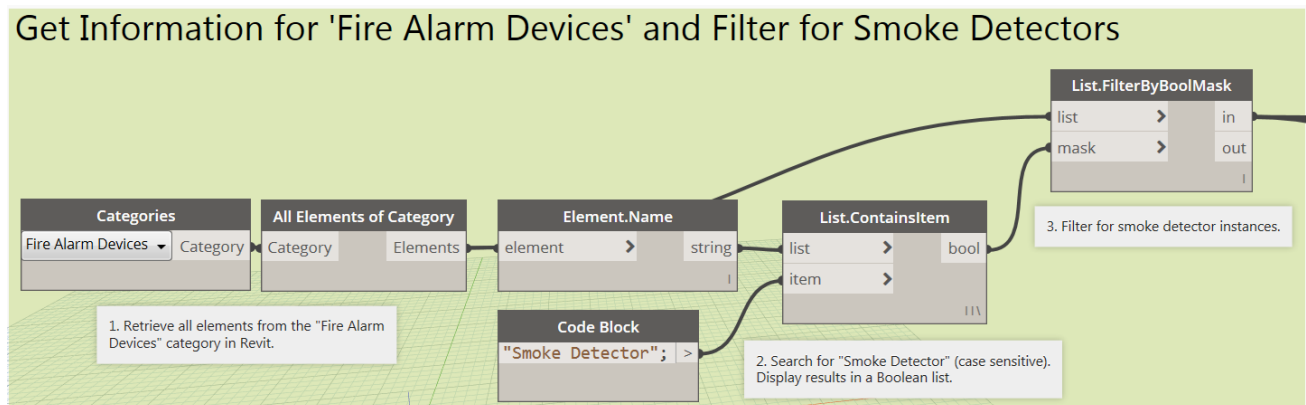 Get Information for 'Fire Alarm Devices' and Filter for Smoke Detectors
List.FilterByBoolMask
list > in
mask > out
Categories
Fire Alarm Devices Category
All Elements of Category
Category Elements
Element.Name
element > string
List.ContainsItem
list > bool
item >
3. Filter for smoke detector instances.
1. Retrieve all elements from the "Fire Alarm
Devices" category in Revit.
Code Block
"Smoke Detector"; >
2. Search for "Smoke Detector" (case sensitive).
Display results in a Boolean list.